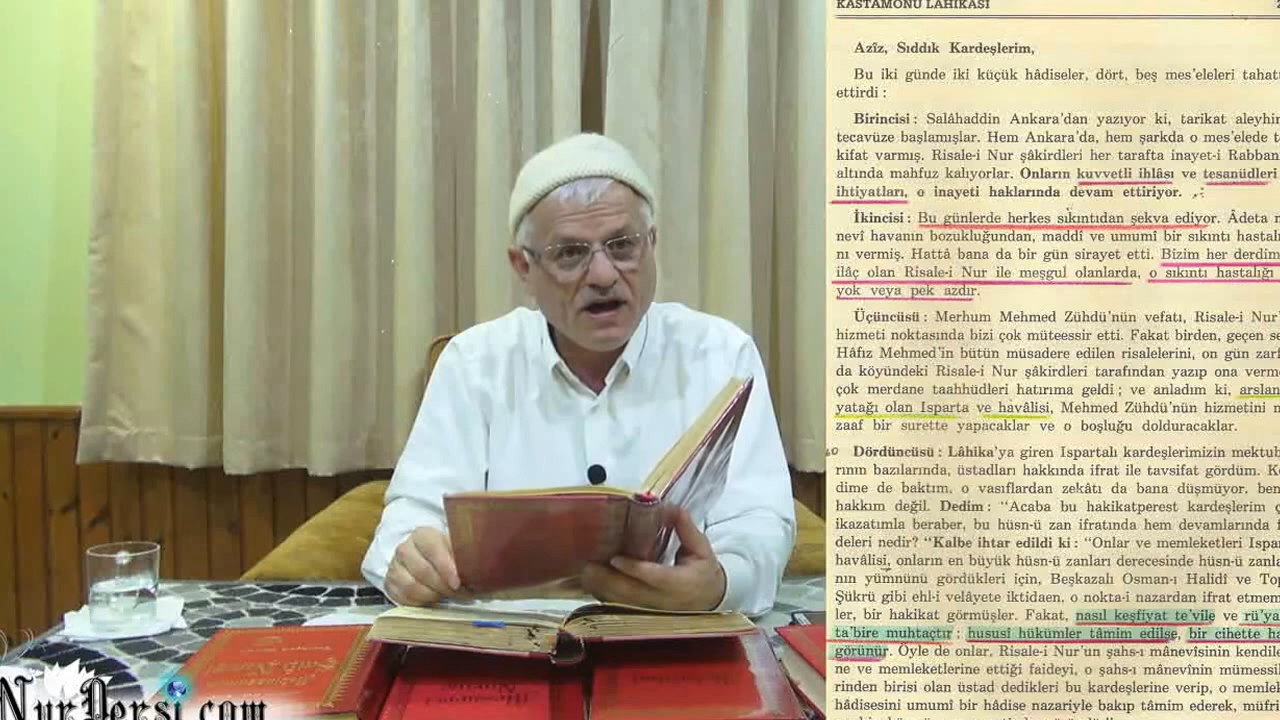 KASTAMONU LÂHİKASI
Azîz, Sıddık Kardeşlerim,
Bu iki günde iki küçük hâdiseler, dört, beş mes'eleleri tahat
ettirdi :
Birincisi : Salâhaddin Ankara'dan yazıyor ki, tarikat aleyhin
tecavüze başlamışlar. Hem Ankara'da, hem şarkda o mes'elede t
kifat varmış. Risale-i Nur şâkirdleri her tarafta inayet-i Rabban
altında mahfuz kalıyorlar. Onların kuvvetli ihlâsı ve tesanüdleri
ihtiyatları, o inayeti haklarında devam ettiriyor.
İkincisi : Bu günlerde herkes sıkıntıdan şekva ediyor. Âdeta m
nevî havanın bozukluğundan, maddî ve umumî bir sıkıntı hastalı
nı vermiş. Hattâ bana da bir gün sirayet etti. Bizim her derdim
ilâç olan Risale-i Nur ile meşgul olanlarda, o sıkıntı hastalığı
yok veya pek azdır.
Üçüncüsü : Merhum Mehmed Zühdü'nün vefatı, Risale-i Nur'
hizmeti noktasında bizi çok müteessir etti. Fakat birden, geçen se
Hâfız Mehmed'in bütün müsadere edilen risalelerini, on gün zarf
da köyündeki Risale-i Nur şâkirdleri tarafından yazıp ona verme
çok merdane taahhüdleri hatırıma geldi ; ve anladım ki, arslan
yatağı olan Isparta ve havâlisi, Mehmed Zühdü'nün hizmetini m
zaaf bir surette yapacaklar ve o boşluğu dolduracaklar.
Dördüncüsü : Lâhika'ya giren Ispartalı kardeşlerimizin mektub
rımın bazılarında, üstadları hakkında ifrat ile tavsifat gördüm. Ke
dime de baktım, o vasıflardan zekâtı da bana düşmüyor, ben
hakkım değil. Dedim : "Acaba bu hakikatperest kardeşlerim ç
ikazatımla beraber, bu hüsn-ü zan ifratında hem devamlarında
deleri nedir? "Kalbe ihtar edildi ki : "Onlar ve memleketleri Ispar
havâlisi, onların en büyük hüsn-ü zanları derecesinde hüsn-ü zanla
nın yümnünü gördükleri için, Beşkazalı Osman-ı Halidî ve Top
Şükrü gibi ehl-i velâyete iktidaen, o nokta-i nazardan ifrat etmem
ler, bir hakikat görmüşler. Fakat, nasıl keşfiyat te'vile ve rü'ya
ta'bire muhtaçtır : hususî hükümler tâmim edilse, bir cihette ha
görünür. Öyle de onlar, Risale-i Nur'un şahs-ı mânevîsinin kendile
ne ve memleketlerine ettiği faideyi, o şahs-ı mânevînin mümessil
rinden birisi olan üstad dedikleri bu kardeşlerine verip, o memlek
hâdisesini umumî bir hâdise nazariyle bakıp tâmim ederek, müfri
NurDersi.com